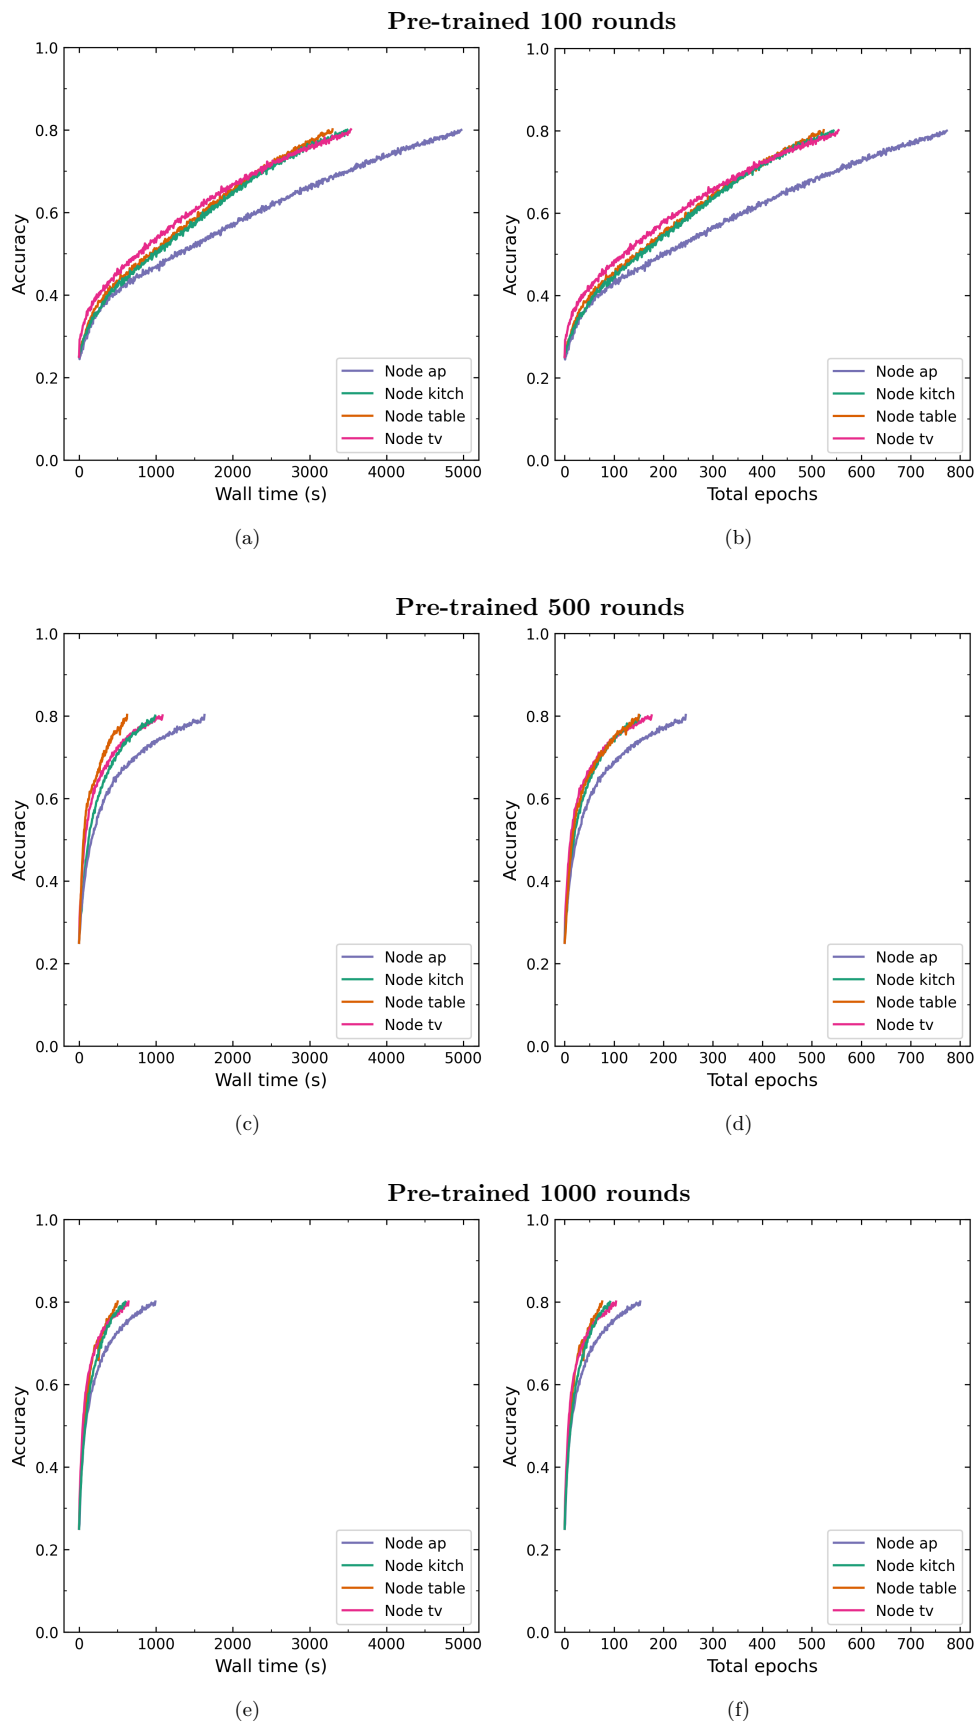 Pre-trained 100 rounds
1.0
0.8
0.6
0.4
0.2
0.0
Accuracy
0 1000 2000 3000 4000 5000
Wall time (s)
Node ap
Node kitch
Node table
Node tv
(a)
1.0
0.8
0.6
0.4
0.2
0.0
Accuracy
0 100 200 300 400 500 600 700 800
Total epochs
Node ap
Node kitch
Node table
Node tv
(b)
Pre-trained 500 rounds
1.0
0.8
0.6
0.4
0.2
0.0
Accuracy
0 1000 2000 3000 4000 5000
Wall time (s)
Node ap
Node kitch
Node table
Node tv
(c)
1.0
0.8
0.6
0.4
0.2
0.0
Accuracy
0 100 200 300 400 500 600 700 800
Total epochs
Node ap
Node kitch
Node table
Node tv
(d)
Pre-trained 1000 rounds
1.0
0.8
0.6
0.4
0.2
0.0
Accuracy
0 1000 2000 3000 4000 5000
Wall time (s)
Node ap
Node kitch
Node table
Node tv
(e)
1.0
0.8
0.6
0.4
0.2
0.0
Accuracy
0 100 200 300 400 500 600 700 800
Total epochs
Node ap
Node kitch
Node table
Node tv
(f)